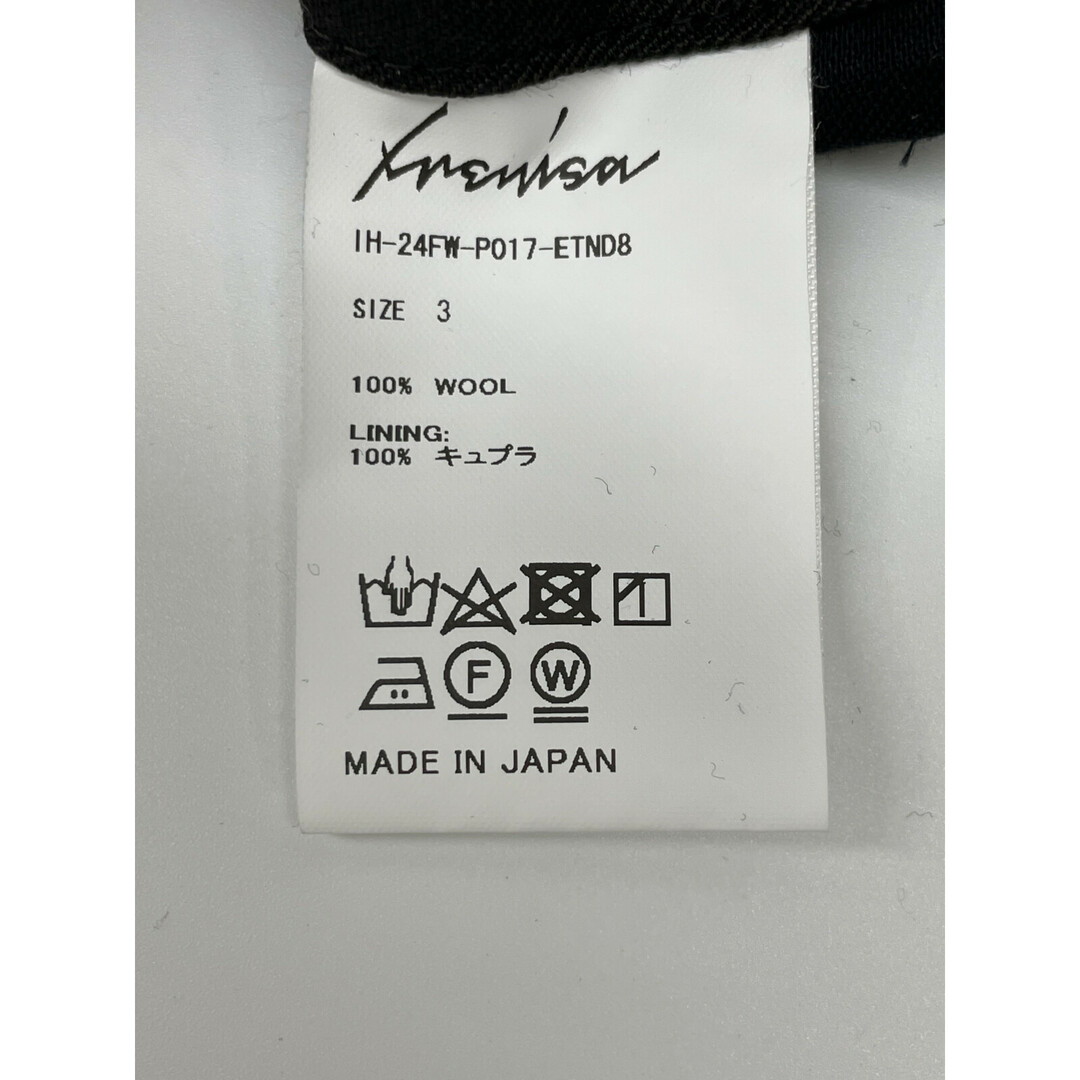 IH-24FW-P017-ETND8
SIZE 3
100% WOOL
LINING:
100% キュプラ
F W
MADE IN JAPAN